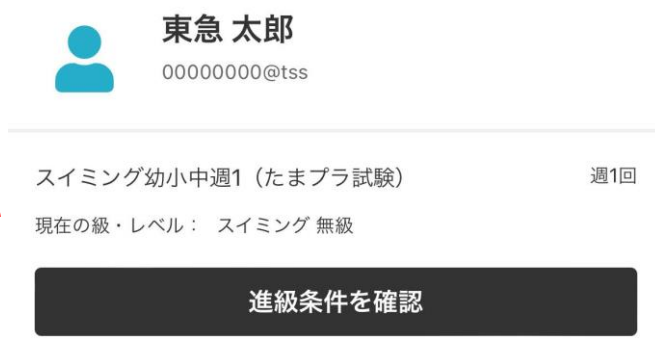 東急 太郎
00000000@tss
スイミング幼小中週1（たまプラ試験） 週1回
現在の級・レベル： スイミング 無級
進級条件を確認